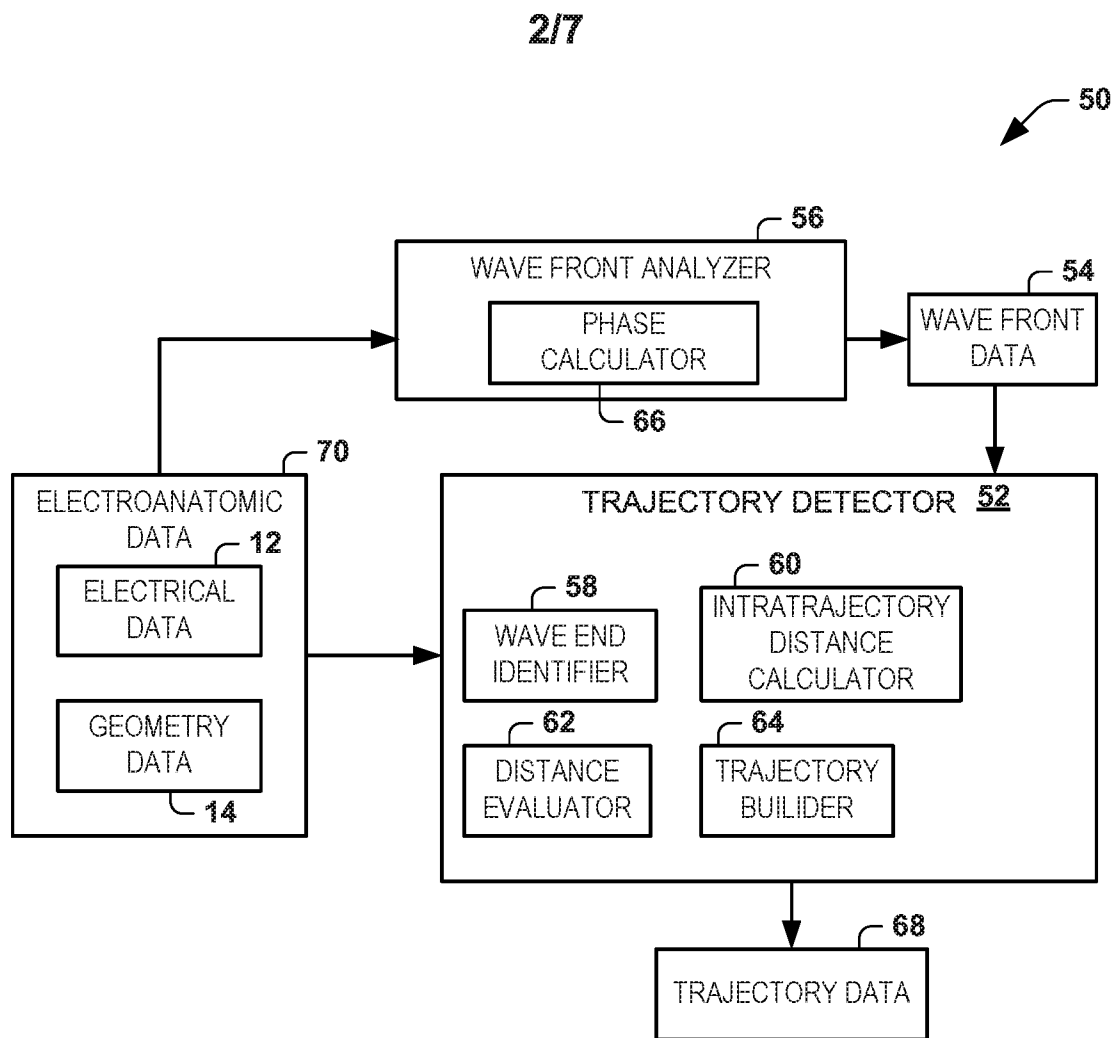 2/7
50
56
WAVE FRONT ANALYZER
PHASE
CALCULATOR
66
54
WAVE FRONT
DATA
70
ELECTROANATOMIC
DATA
12
ELECTRICAL
DATA
GEOMETRY
DATA
14
TRAJECTORY DETECTOR 52
58
WAVE END
IDENTIFIER
60
INTRATRAJECTORY
DISTANCE
CALCULATOR
62
DISTANCE
EVALUATOR
64
TRAJECTORY
BUILIDER
68
TRAJECTORY DATA